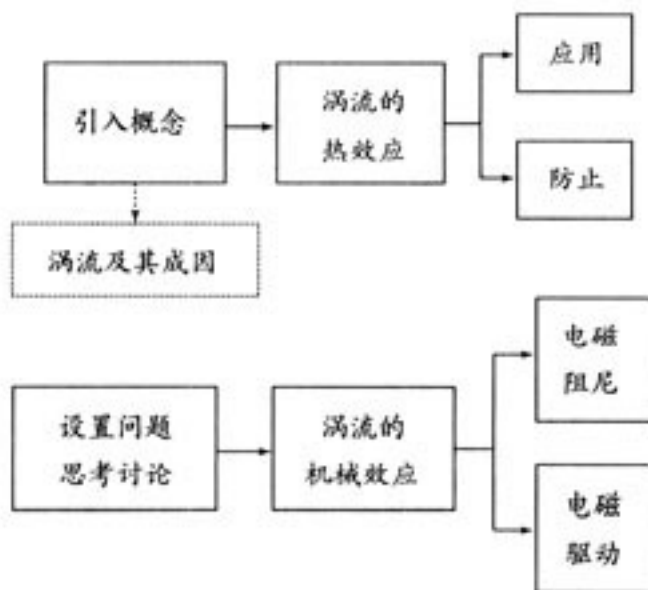 引入概念
涡流的
热效应
应用
防止
涡流及其成因
设置问题
思考讨论
涡流的
机械效应
电磁
阻尼
电磁
驱动